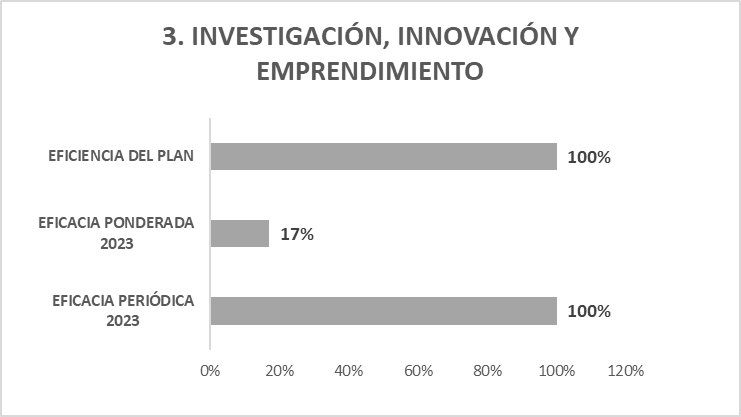 3. INVESTIGACIÓN, INNOVACIÓN Y
EMPRENDIMIENTO
EFICIENCIA DEL PLAN
100%
EFICACIA PONDERADA
2023
17%
EFICACIA PERIÓDICA
2023
100%
0% 20% 40% 60% 80% 100% 120%